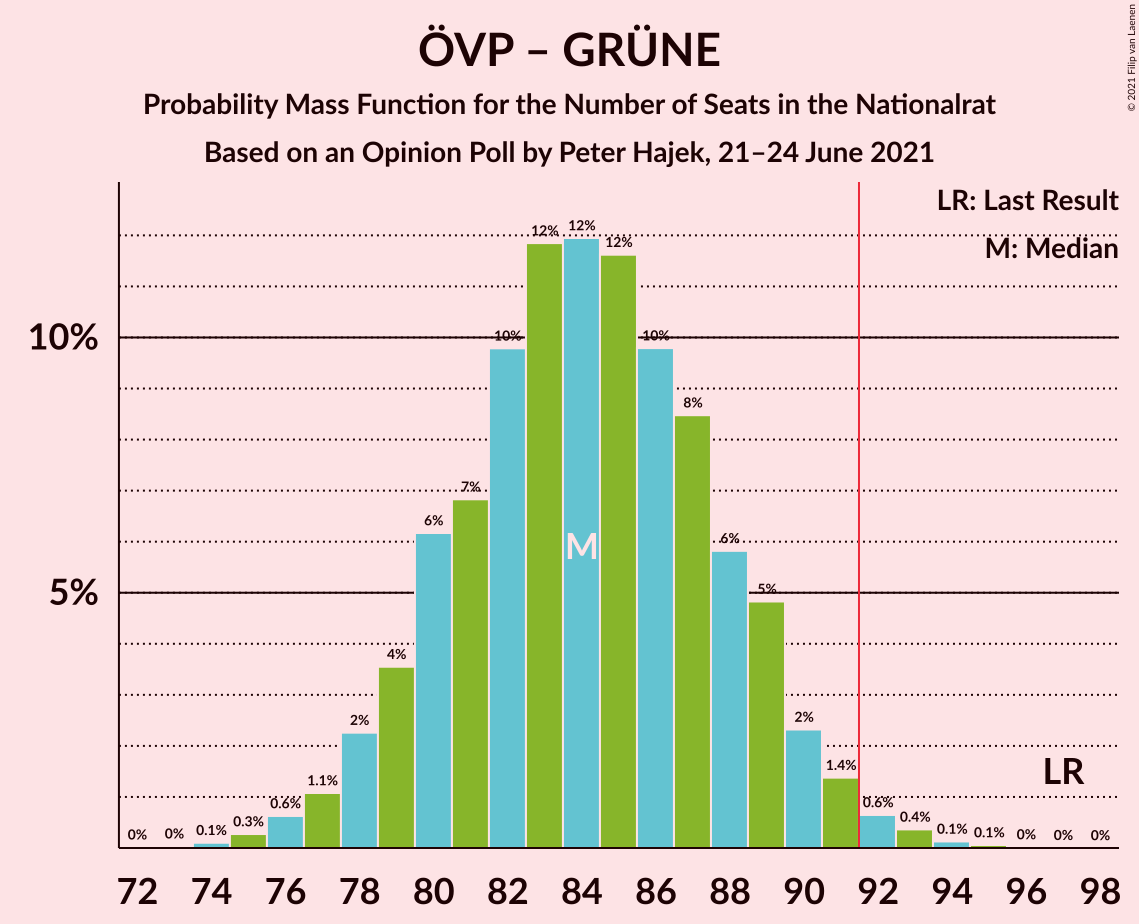 ÖVP – GRÜNE
Probability Mass Function for the Number of Seats in the Nationalrat
Based on an Opinion Poll by Peter Hajek, 21–24 June 2021
© 2021 Filip van Laenen
LR: Last Result
M: Median
10%
5%
0% 0% 0.1% 0.3% 0.6% 1.1% 2% 4% 6% 7% 10% 12% 12% 12% 10% 8% 6% 5% 2% 1.4% 0.6% 0.4% 0.1% 0.1% 0% 0% 0%
M
LR
72 74 76 78 80 82 84 86 88 90 92 94 96 98